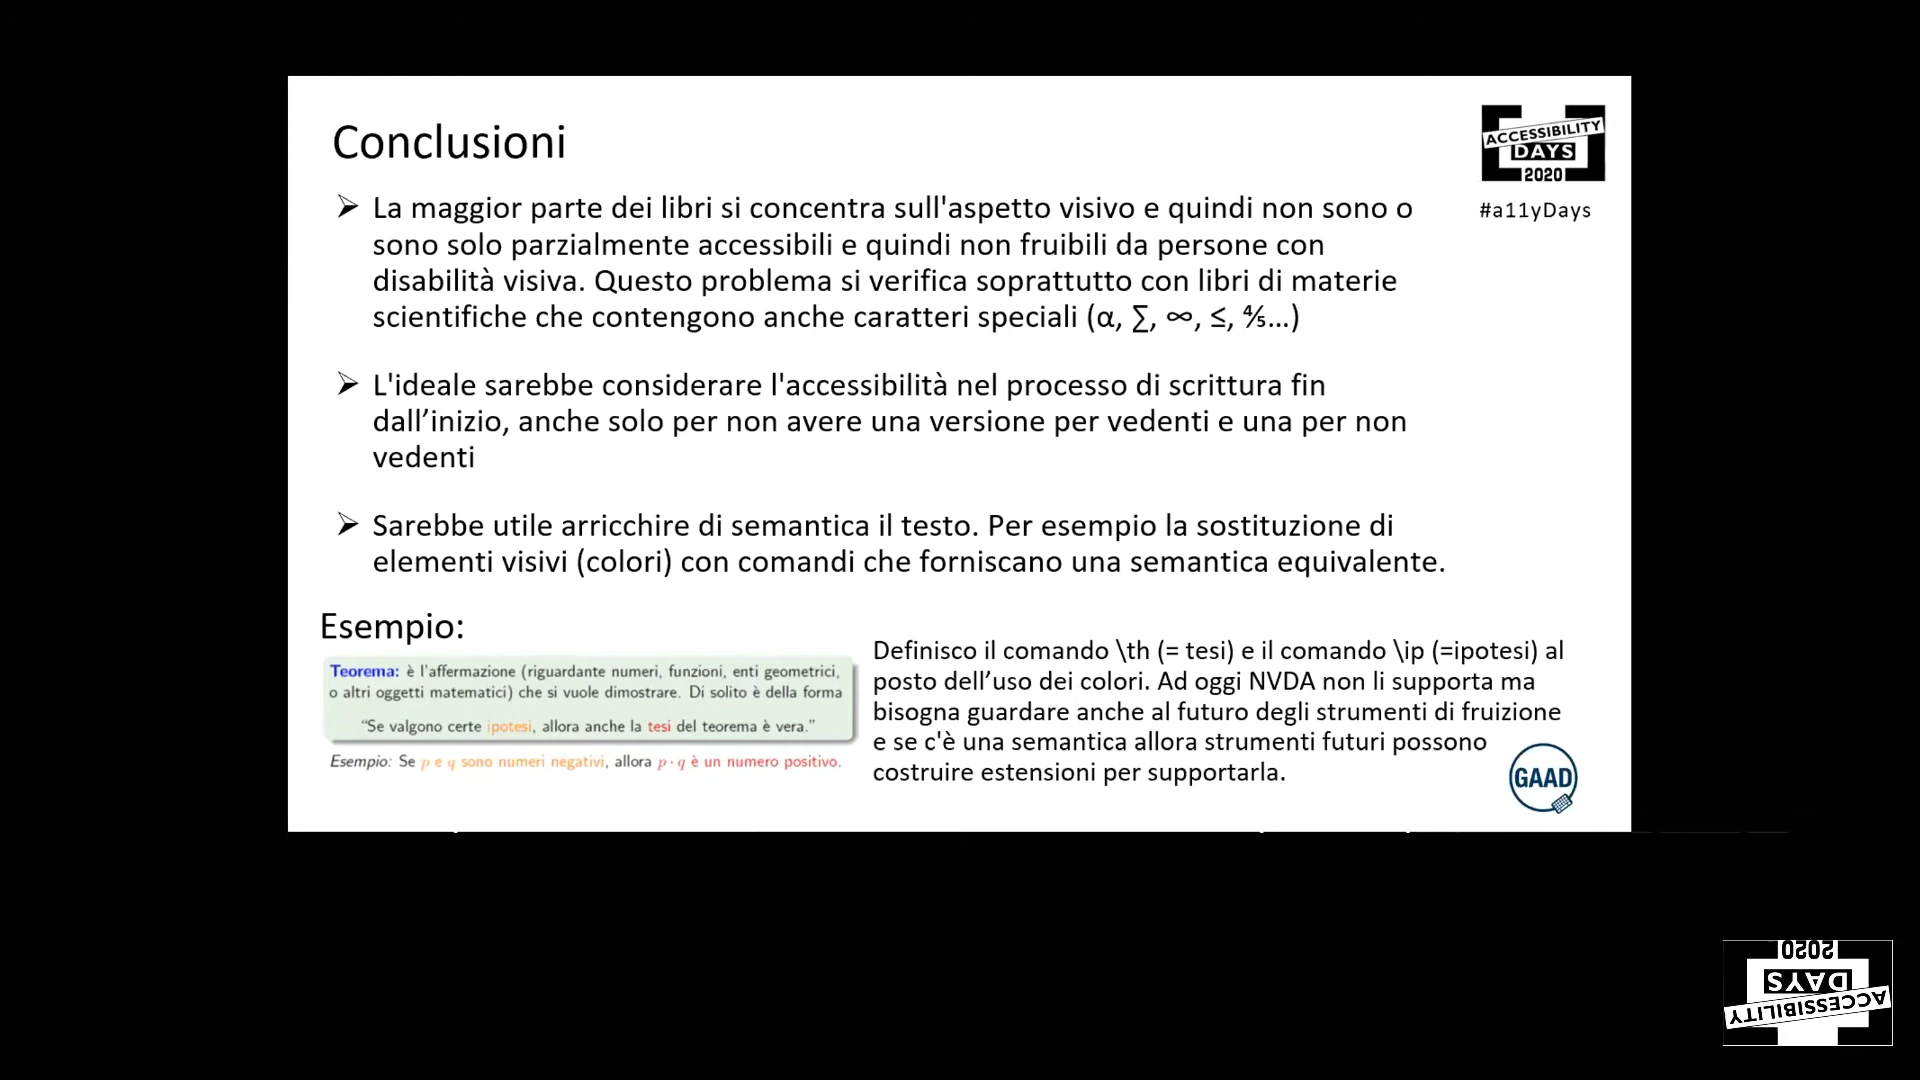 Conclusioni
ACCESSIBILITY
DAYS
2020
#a11yDays
➢ La maggior parte dei libri si concentra sull'aspetto visivo e quindi non sono o
sono solo parzialmente accessibili e quindi non fruibili da persone con
disabilità visiva. Questo problema si verifica soprattutto con libri di materie
scientifiche che contengono anche caratteri speciali (α, ∑, ∞, ≤, ⅘...)
➢ L'ideale sarebbe considerare l'accessibilità nel processo di scrittura fin
dall’inizio, anche solo per non avere una versione per vedenti e una per non
vedenti
➢ Sarebbe utile arricchire di semantica il testo. Per esempio la sostituzione di
elementi visivi (colori) con comandi che forniscano una semantica equivalente.
Esempio:
Teorema: è l'affermazione (riguardante numeri, funzioni, enti geometrici,
o altri oggetti matematici) che si vuole dimostrare. Di solito è della forma
“Se valgono certe ipotesi, allora anche la tesi del teorema è vera.”
Esempio: Se p e q sono numeri negativi, allora p · q è un numero positivo.
Definisco il comando \th (= tesi) e il comando \ip (=ipotesi) al
posto dell’uso dei colori. Ad oggi NVDA non li supporta ma
bisogna guardare anche al futuro degli strumenti di fruizione
e se c'è una semantica allora strumenti futuri possono
costruire estensioni per supportarla.
GAAD
2020
DAYS
ACCESSIBILITY